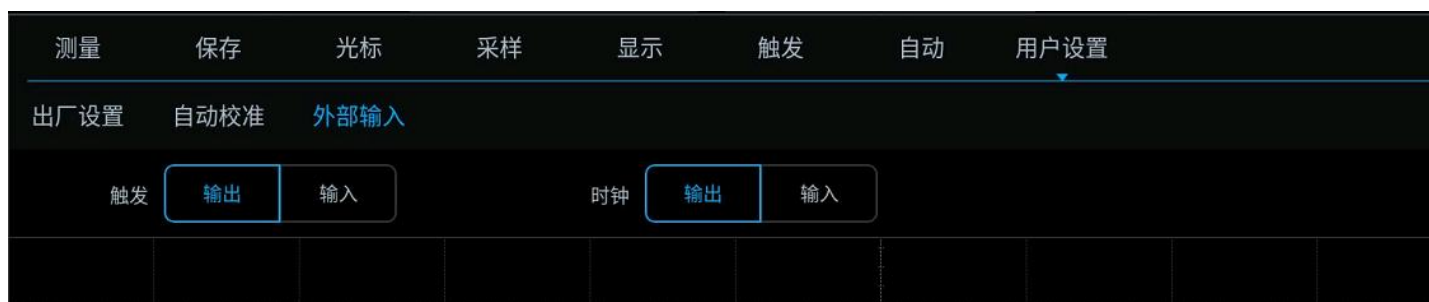 测量 保存 光标 采样 显示 触发 自动 用户设置
出厂设置 自动校准 外部输入
触发 输出 输入 时钟 输出 输入